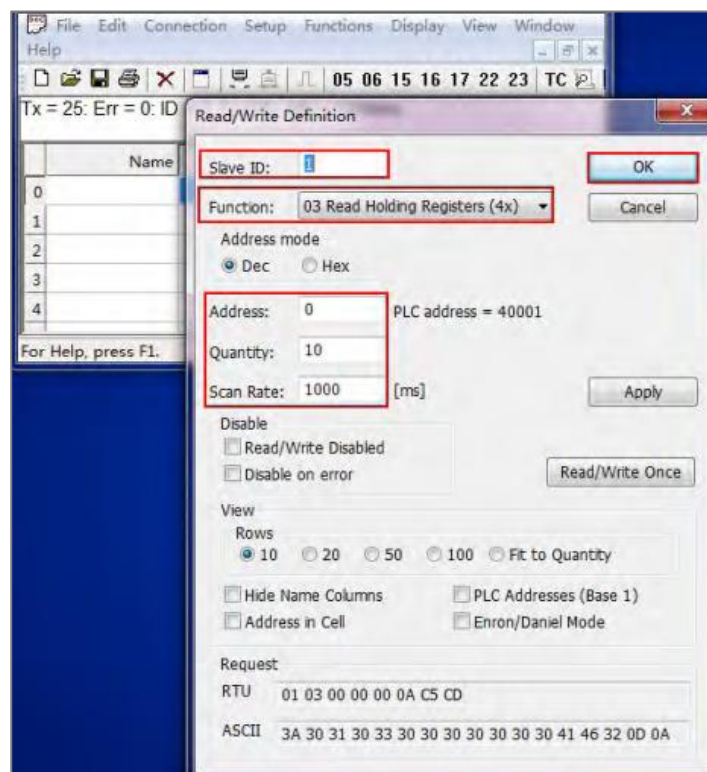 File Edit Connection Setup Functions Display View Window
Help
05 06 15 16 17 22 23 TC
Tx = 25: Err = 0: ID
Name
0
1
2
3
4
For Help, press F1.
Read/Write Definition
Slave ID: 1
OK
Function: 03 Read Holding Registers (4x)
Cancel
Address mode
Dec Hex
Address: 0 PLC address = 40001
Quantity: 10
Scan Rate: 1000 [ms]
Apply
Disable
Read/Write Disabled
Disable on error
Read/Write Once
View
Rows
10 20 50 100 Fit to Quantity
Hide Name Columns PLC Addresses (Base 1)
Address in Cell Enron/Daniel Mode
Request
RTU 01 03 00 00 00 0A C5 CD
ASCII 3A 30 31 30 33 30 30 30 30 30 30 30 41 46 32 0D 0A